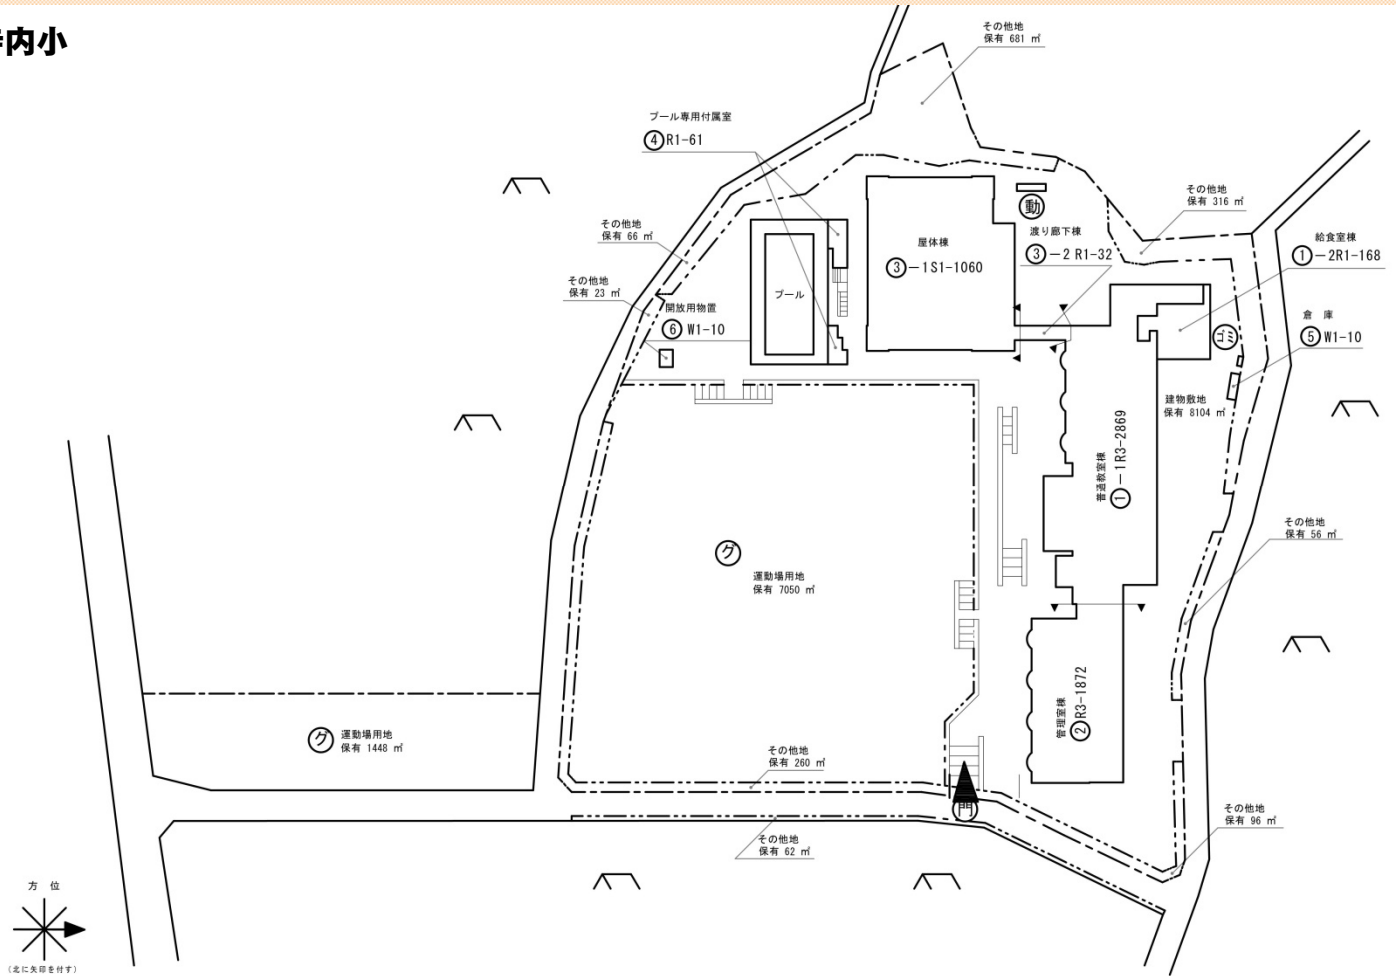 内小
その他地
保有 681 ㎡
プール専用付属室
④R1-61
その他地
保有 66 ㎡
その他地
保有 23 ㎡
開放用物置
⑥ W1-10
プール
屋体棟
③-1S1-1060
動
渡り廊下棟
③-2 R1-32
その他地
保有 316 ㎡
給食室棟
①-2R1-168
ゴミ
倉 庫
⑤W1-10
建物敷地
保有 8104 ㎡
普通教室棟
①-1R3-2869
その他地
保有 56 ㎡
グ
運動場用地
保有 7050 ㎡
管理室棟
②R3-1872
グ
運動場用地
保有 1448 ㎡
その他地
保有 260 ㎡
門
その他地
保有 62 ㎡
その他地
保有 96 ㎡
方 位
(北に矢印を付す)